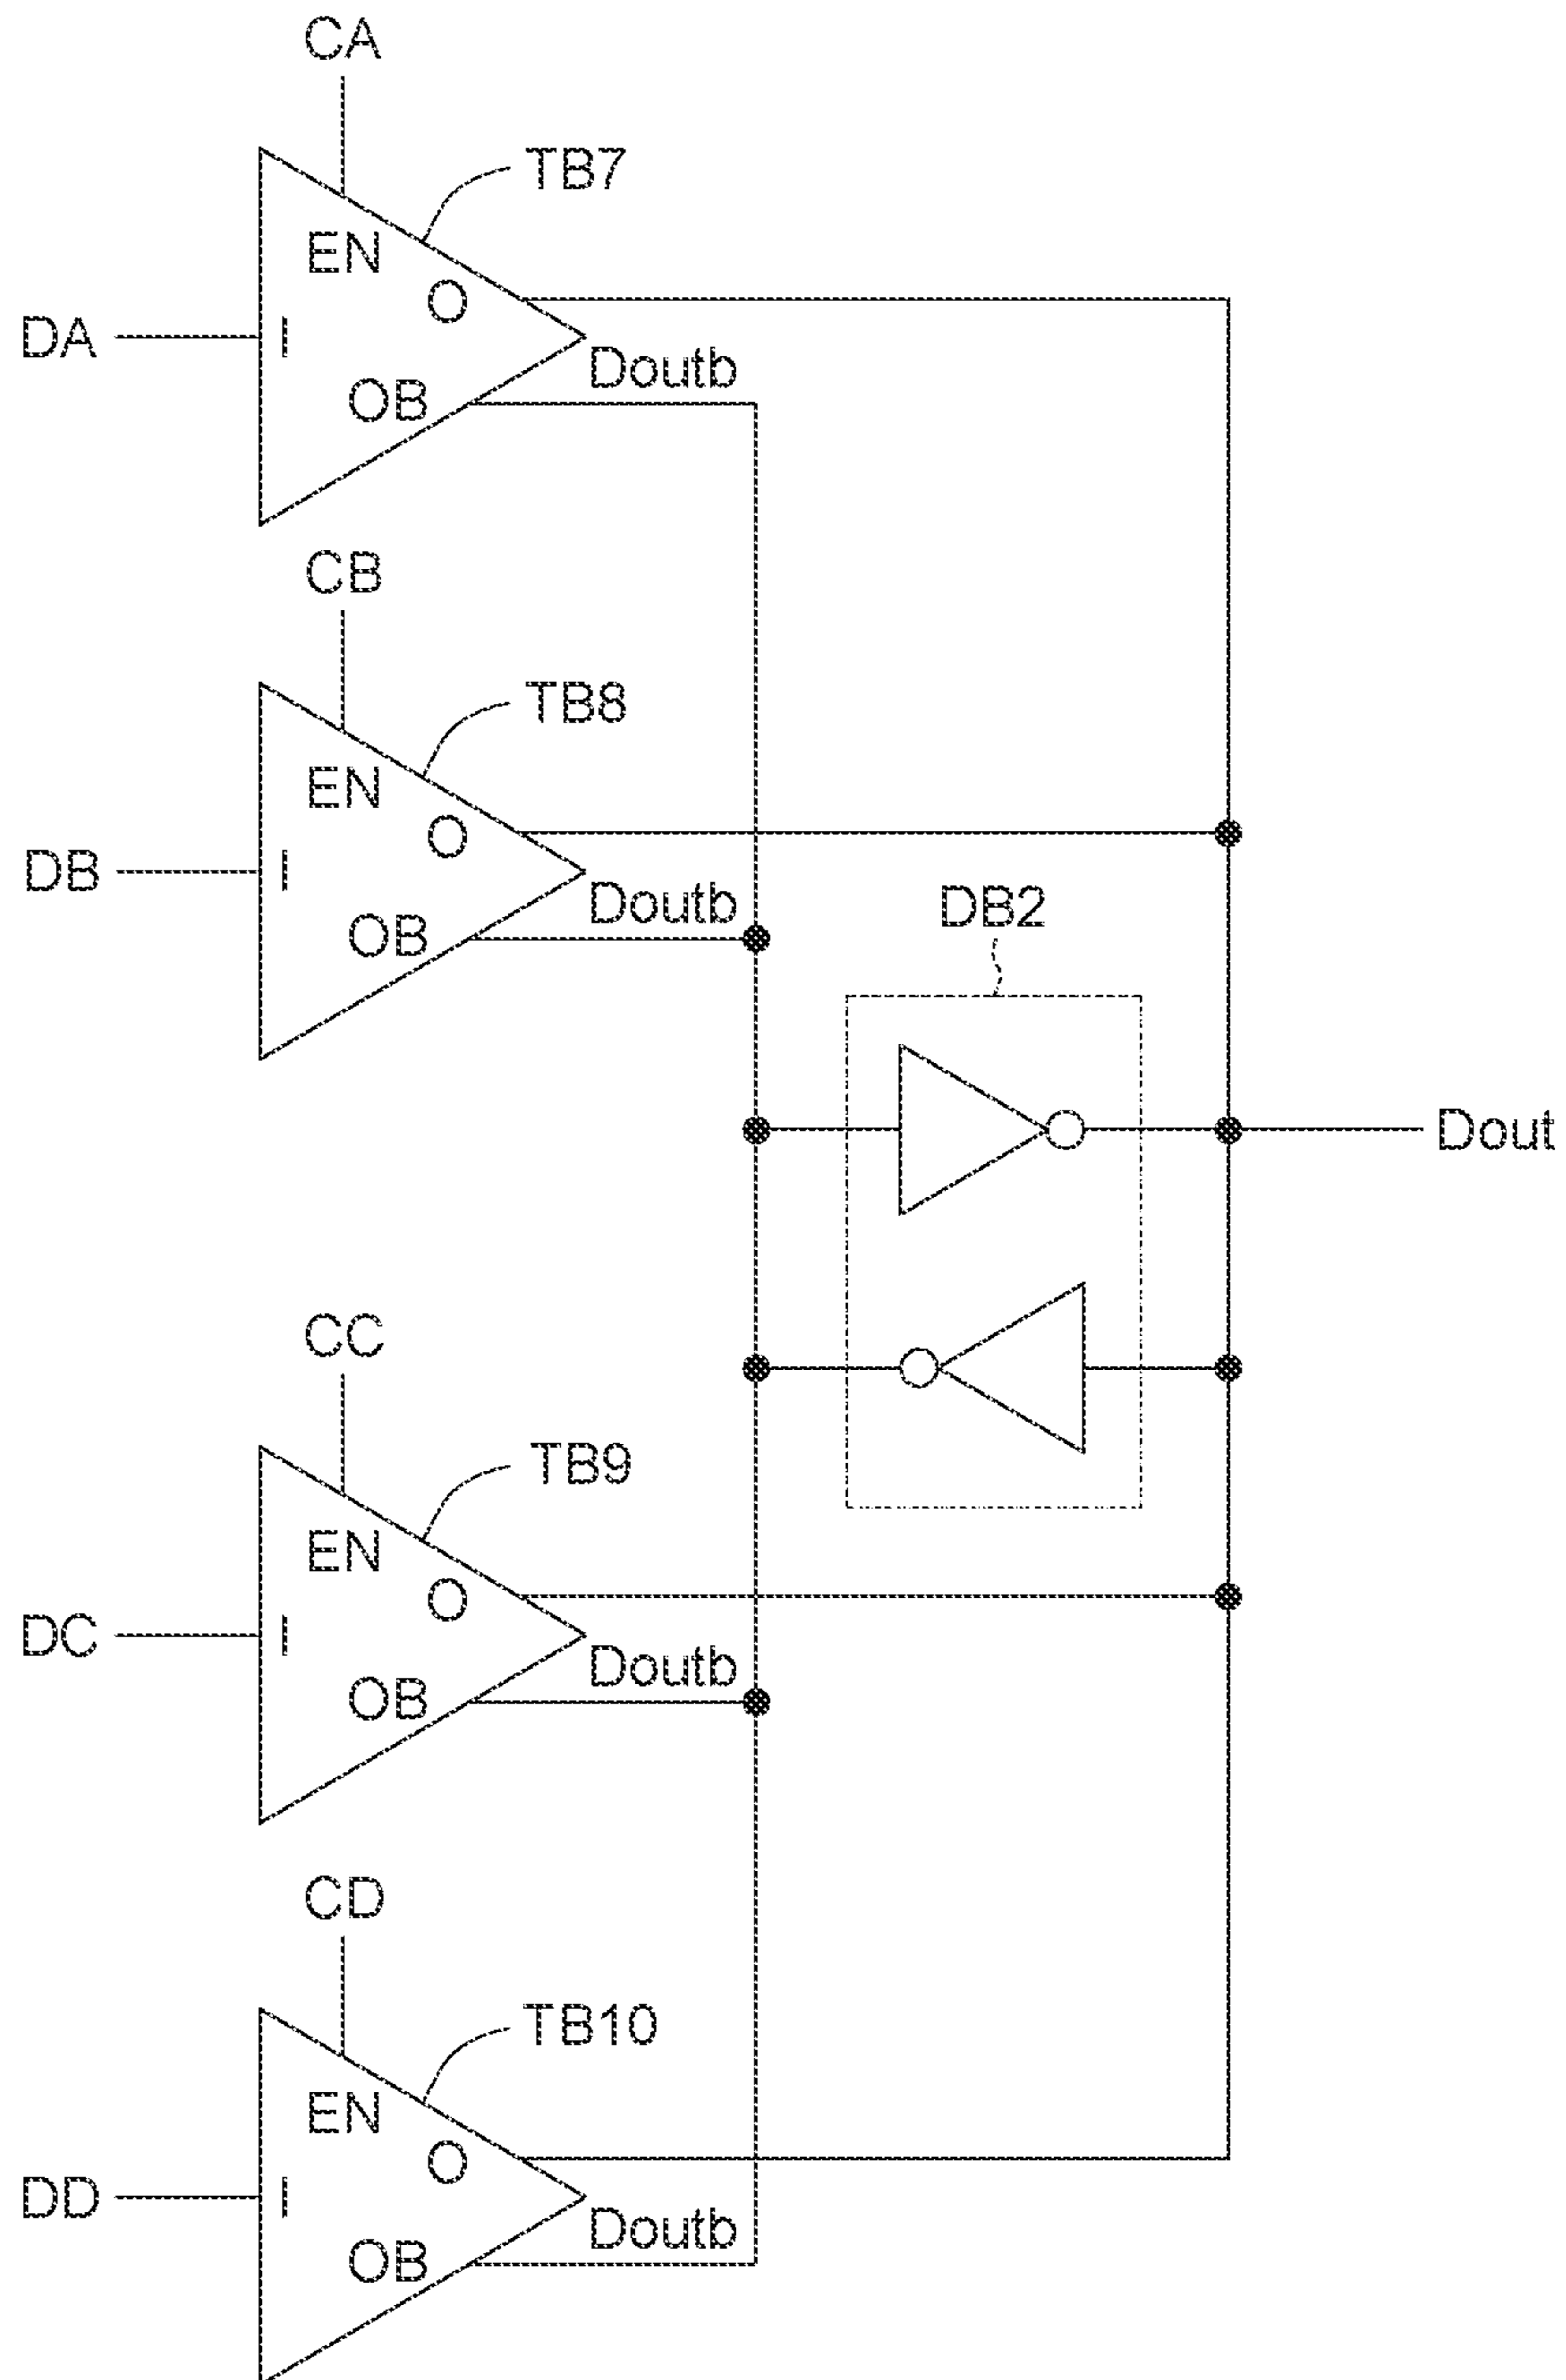 CA
TB7
EN
O
DA
I
Doutb
OB
CB
TB8
EN
O
DB
I
Doutb
OB
DB2
Dout
CC
TB9
EN
O
DC
I
Doutb
OB
CD
TB10
EN
O
DD
I
Doutb
OB